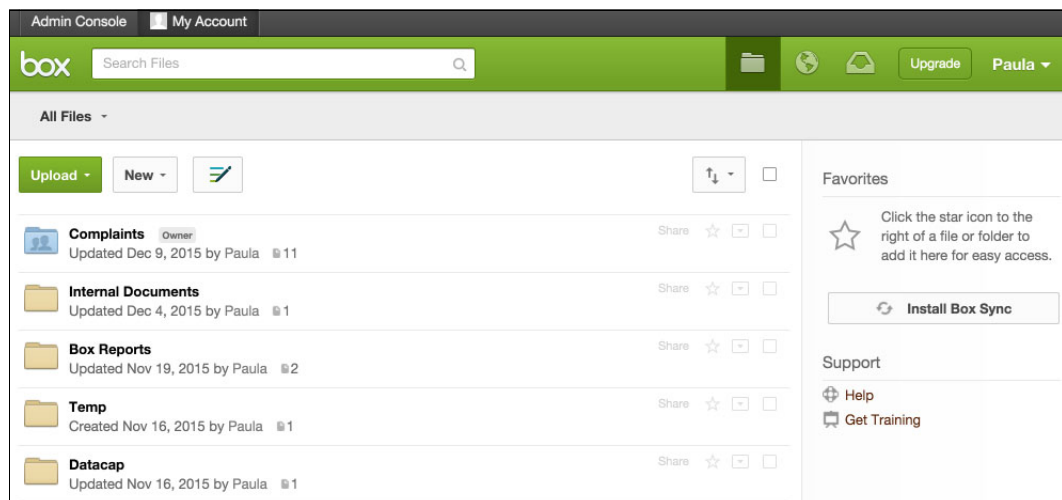 Admin Console My Account
box Search Files Upgrade Paula
All Files
Upload New
Complaints Owner Share
Updated Dec 9, 2015 by Paula 11
Internal Documents Share
Updated Dec 4, 2015 by Paula 1
Box Reports Share
Updated Nov 19, 2015 by Paula 2
Temp Share
Created Nov 16, 2015 by Paula 1
Datacap Share
Updated Nov 16, 2015 by Paula 1
Favorites
Click the star icon to the
right of a file or folder to
add it here for easy access.
Install Box Sync
Support
Help
Get Training